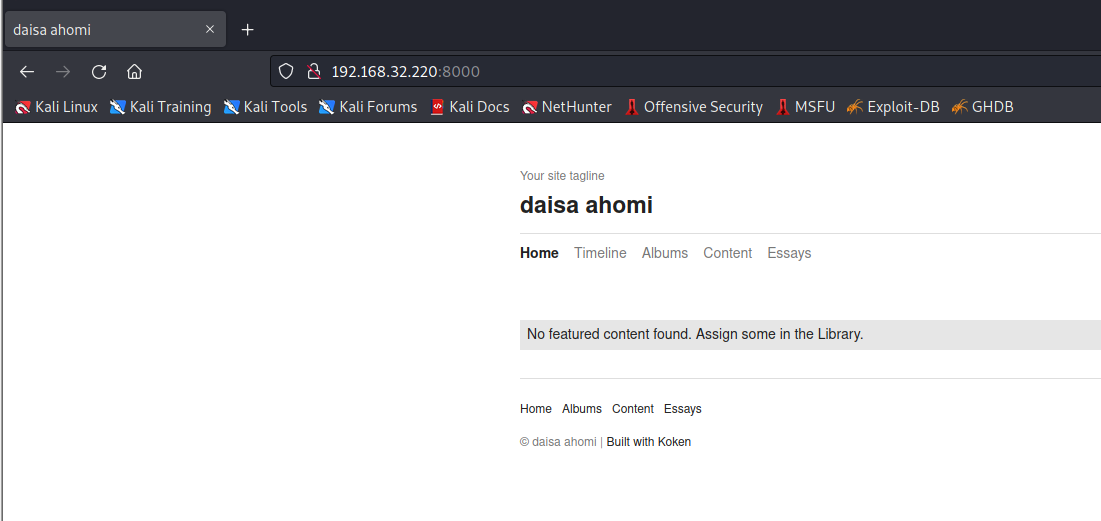 daisa ahomi
192.168.32.220:8000
Kali Linux Kali Training Kali Tools Kali Forums Kali Docs NetHunter Offensive Security MSFU Exploit-DB GHDB
Your site tagline
daisa ahomi
Home Timeline Albums Content Essays
No featured content found. Assign some in the Library.
Home Albums Content Essays
© daisa ahomi | Built with Koken